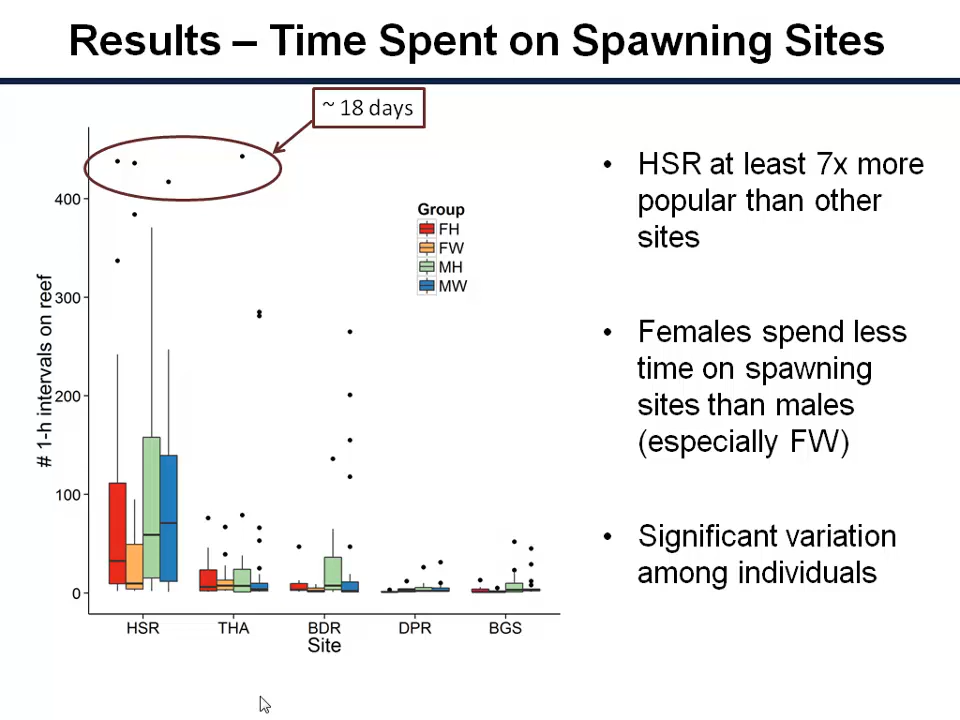 Results – Time Spent on Spawning Sites
~ 18 days
400
300
200
100
0
# 1-h intervals on reef
Group
FH
FW
MH
MW
HSR
THA
BDR
DPR
BGS
Site
• HSR at least 7x more
popular than other
sites
• Females spend less
time on spawning
sites than males
(especially FW)
• Significant variation
among individuals